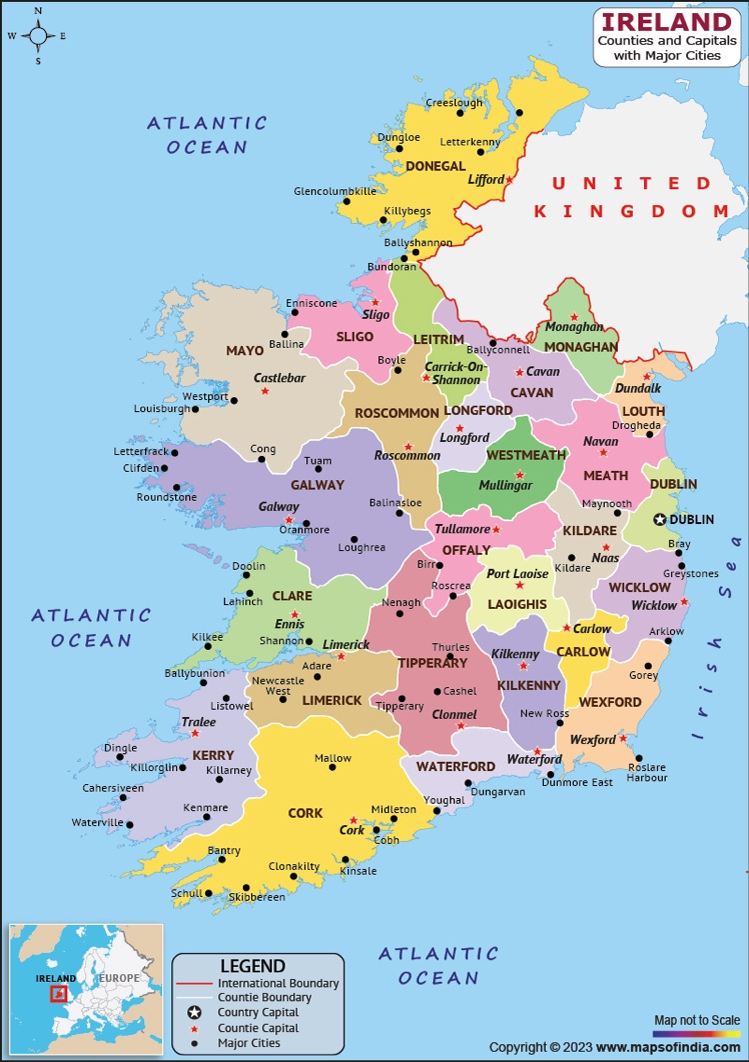 N
W E
S
IRELAND
Counties and Capitals
with Major Cities
ATLANTIC
OCEAN
Creeslough
Dungloe
Letterkenny
DONEGAL
Lifford
Glencolumbkille
Killybegs
Ballyshannon
Bundoran
UNITED
KINGDOM
Enniscone
Sligo
SLIGO
Ballina
MAYO
Castlebar
Westport
Louisburgh
LEITRIM
Boyle
Carrick-On-
Shannon
Ballyconnell
Monaghan
MONAGHAN
Cavan
CAVAN
Dundalk
LOUTH
Drogheda
ROSCOMMON
LONGFORD
Longford
Roscommon
Navan
MEATH
WESTMEATH
Mullingar
Letterfrack
Clifden
Roundstone
Cong
Tuam
GALWAY
Galway
Oranmore
Balinasloe
Loughrea
DUBLIN
DUBLIN
Maynooth
KILDARE
Naas
Kildare
Bray
Greystones
WICKLOW
Wicklow
Arklow
Tullamore
OFFALY
Birr
Roscrea
Port Laoise
LAOIGHIS
Doolin
Lahinch
CLARE
Ennis
Shannon
Kilkee
Nenagh
Carlow
CARLOW
Irish Sea
ATLANTIC
OCEAN
Limerick
Adare
Newcastle
West
LIMERICK
Ballybunion
Listowel
Thurles
TIPPERARY
Cashel
Tipperary
Clonmel
Kilkenny
KILKENNY
New Ross
Gorey
WEXFORD
Wexford
Roslare
Harbour
Tralee
KERRY
Dingle
Killorglin
Killarney
Cahersiveen
Kenmare
Waterville
WATERFORD
Waterford
Dunmore East
Dungarvan
Youghal
Mallow
CORK
Cork
Midleton
Cobh
Bantry
Clonakilty
Kinsale
Schull
Skibbereen
ATLANTIC
OCEAN
IRELAND
EUROPE
LEGEND
International Boundary
Countie Boundary
Country Capital
Countie Capital
Major Cities
Map not to Scale
Copyright © 2023 www.mapsofindia.com